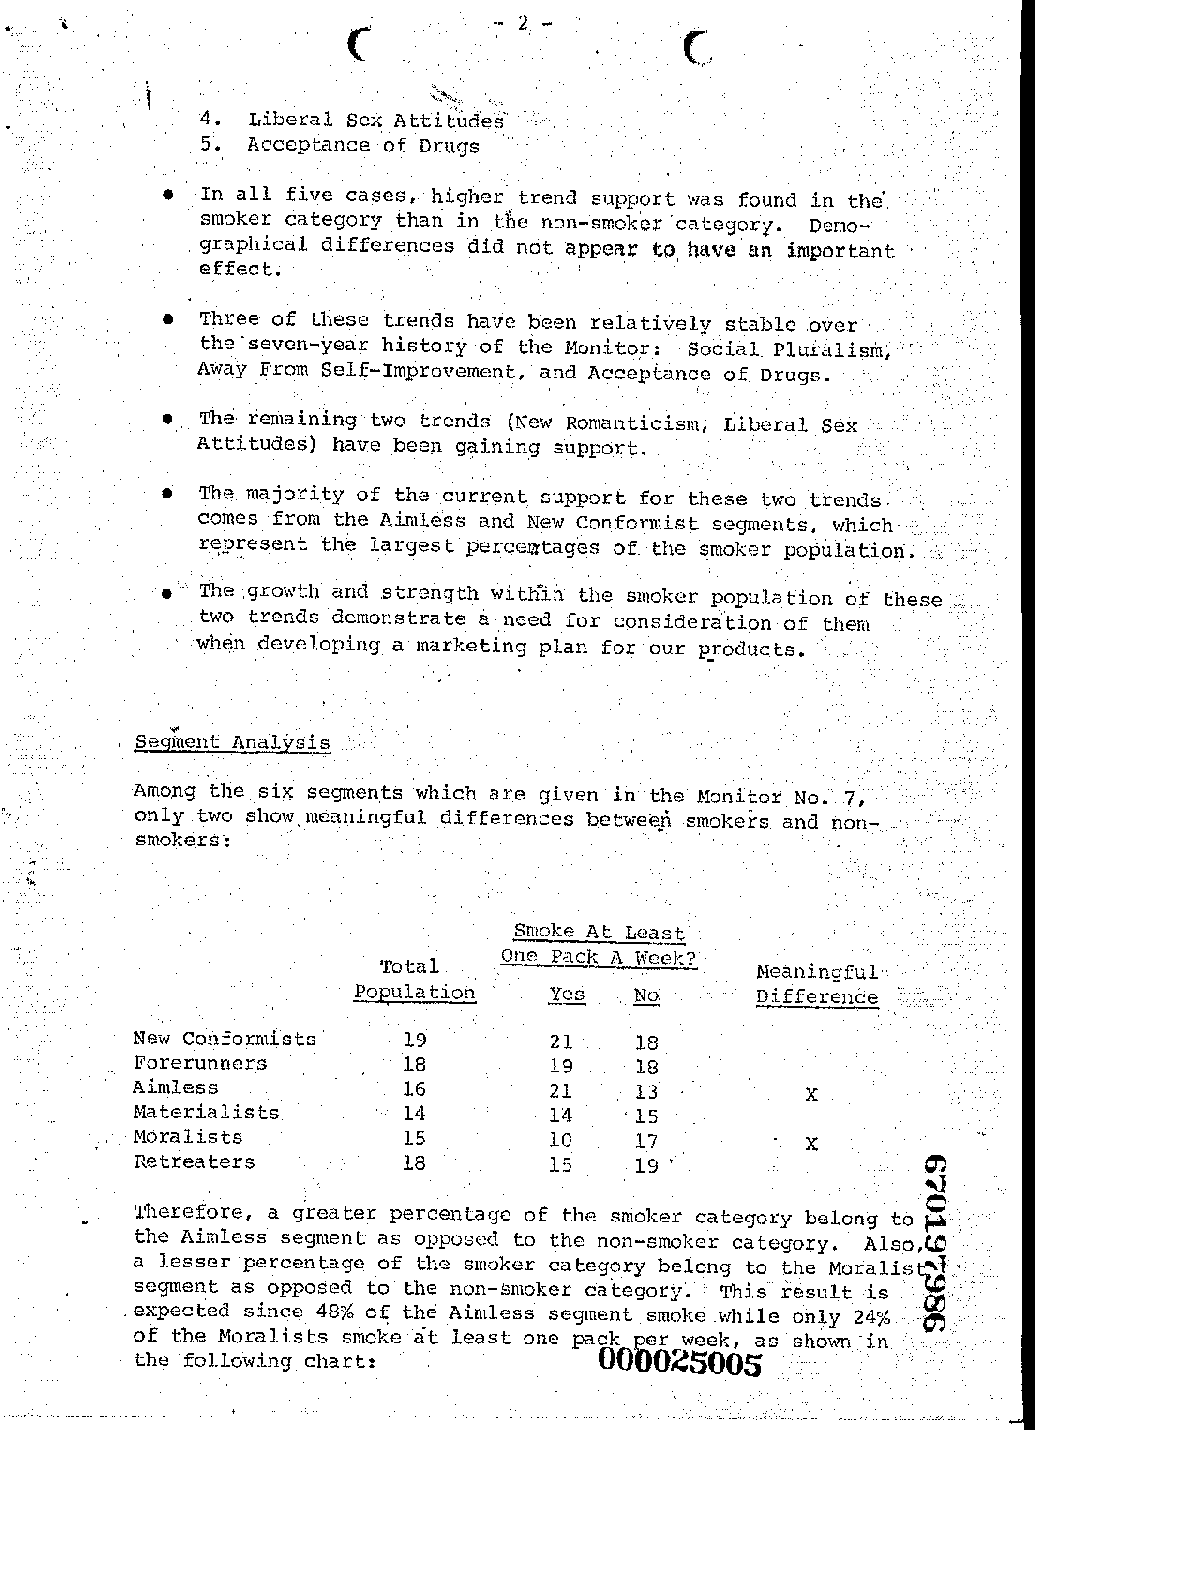 - 2 -
4. Liberal Sex Attitudes
5. Acceptance of Drugs
● In all five cases, higher trend support was found in the
smoker category than in the non-smoker category. Demo-
graphical differences did not appear to have an important
effect.
● Three of these trends have been relatively stable over
the seven-year history of the Monitor: Social Pluralism,
Away From Self-Improvement, and Acceptance of Drugs.
● The remaining two trends (New Romanticism, Liberal Sex
Attitudes) have been gaining support.
● The majority of the current support for these two trends
comes from the Aimless and New Conformist segments, which
represent the largest percentages of the smoker population.
● The growth and strength within the smoker population of these
two trends demonstrate a need for consideration of them
when developing a marketing plan for our products.
Segment Analysis
Among the six segments which are given in the Monitor No. 7,
only two show meaningful differences between smokers and non-
smokers:
Smoke At Least
One Pack A Week?
Total Meaningful
Population Yes No Difference
New Conformists 19 21 18
Forerunners 18 19 18
Aimless 16 21 13 X
Materialists 14 14 15
Moralists 15 10 17 X
Retreaters 18 15 19
Therefore, a greater percentage of the smoker category belong to
the Aimless segment as opposed to the non-smoker category. Also,
a lesser percentage of the smoker category belong to the Moralist
segment as opposed to the non-smoker category. This result is
expected since 48% of the Aimless segment smoke while only 24%
of the Moralists smoke at least one pack per week, as shown in
the following chart:
000025005